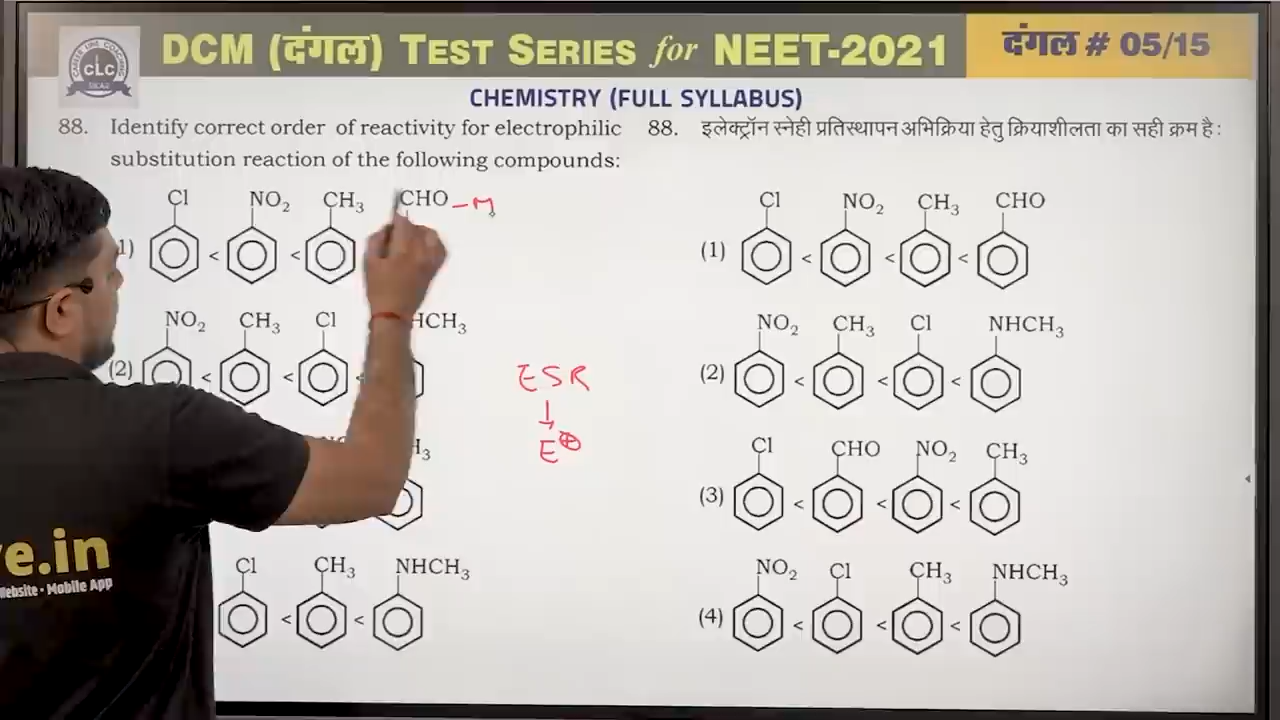 DCM (दंगल) TEST SERIES for NEET-2021
दंगल # 05/15
CLC
SIKAR
CHEMISTRY (FULL SYLLABUS)
88. Identify correct order of reactivity for electrophilic
substitution reaction of the following compounds:
Cl NO₂ CH₃ CHO -M
1) < <
NO₂ CH₃ Cl HCH₃
(2) < <
H₃
Cl CH₃ NHCH₃
< <
ESR
↓
E⊕
88. इलेक्ट्रॉन स्नेही प्रतिस्थापन अभिक्रिया हेतु क्रियाशीलता का सही क्रम है :
Cl NO₂ CH₃ CHO
(1) < < <
NO₂ CH₃ Cl NHCH₃
(2) < < <
Cl CHO NO₂ CH₃
(3) < < <
NO₂ Cl CH₃ NHCH₃
(4) < < <
e.in
Website • Mobile App